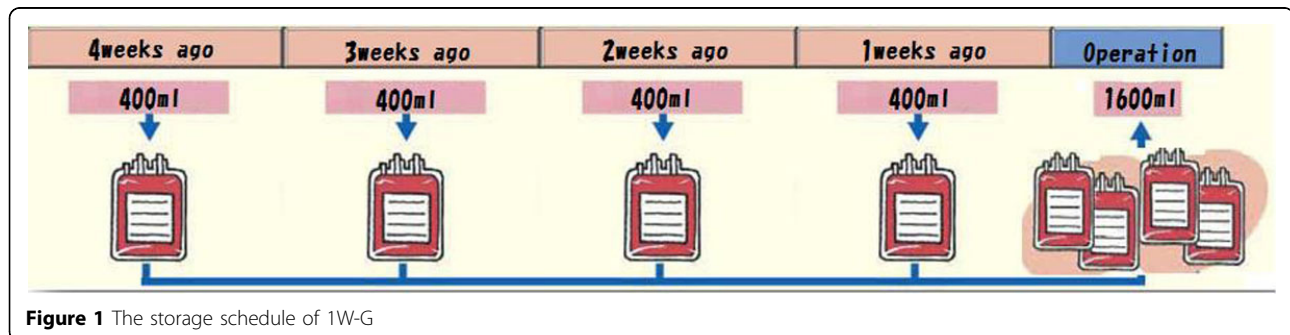 4weeks ago 3weeks ago 2weeks ago 1weeks ago Operation
400ml 400ml 400ml 400ml 1600ml
Figure 1 The storage schedule of 1W-G